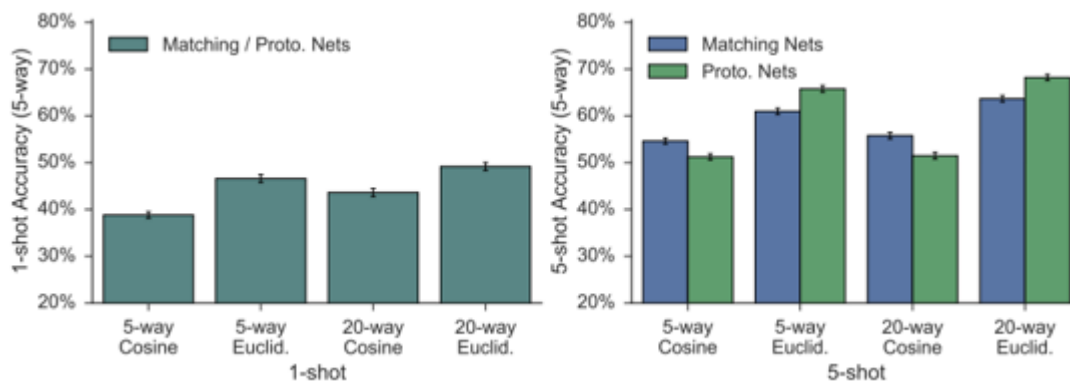 1-shot Accuracy (5-way)
80%
70%
60%
50%
40%
30%
20%
Matching / Proto. Nets
5-way Cosine
5-way Euclid.
20-way Cosine
20-way Euclid.
1-shot
5-shot Accuracy (5-way)
80%
70%
60%
50%
40%
30%
20%
Matching Nets
Proto. Nets
5-way Cosine
5-way Euclid.
20-way Cosine
20-way Euclid.
5-shot